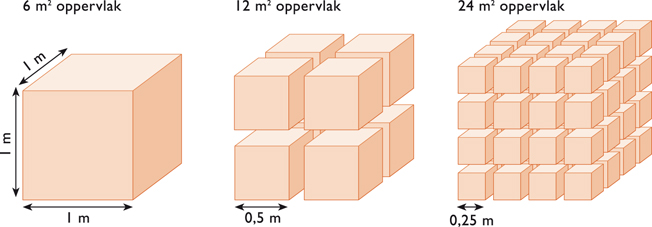 6 m² oppervlak
12 m² oppervlak
24 m² oppervlak
1 m
1 m
1 m
0,5 m
0,25 m